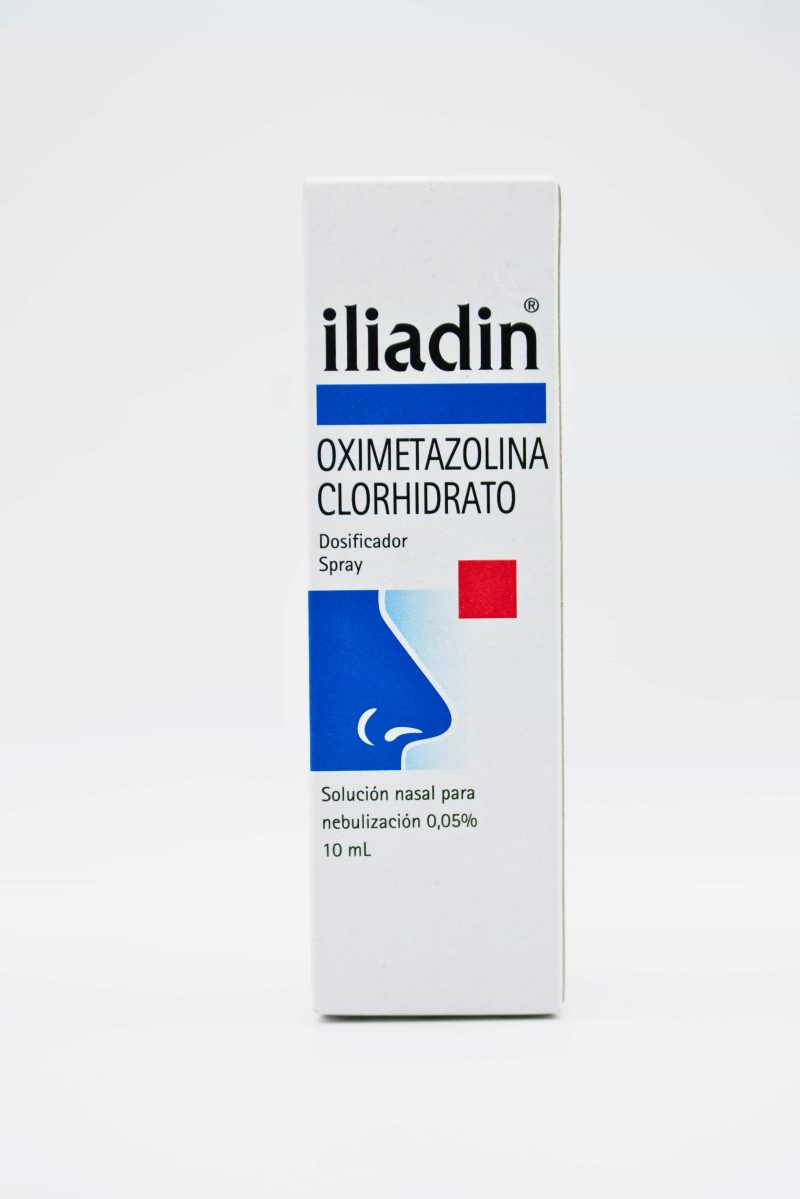 iliadin®
OXIMETAZOLINA
CLORHIDRATO
Dosificador
Spray
Solución nasal para
nebulización 0,05%
10 mL